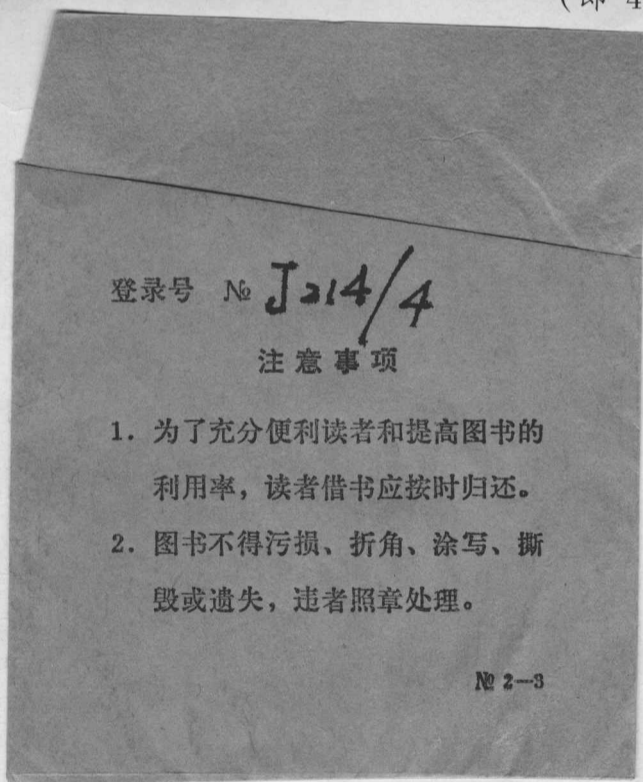 （即 4
登录号 № J214/4
注意事项
1. 为了充分便利读者和提高图书的
利用率，读者借书应按时归还。
2. 图书不得污损、折角、涂写、撕
毁或遗失，违者照章处理。
№ 2—3